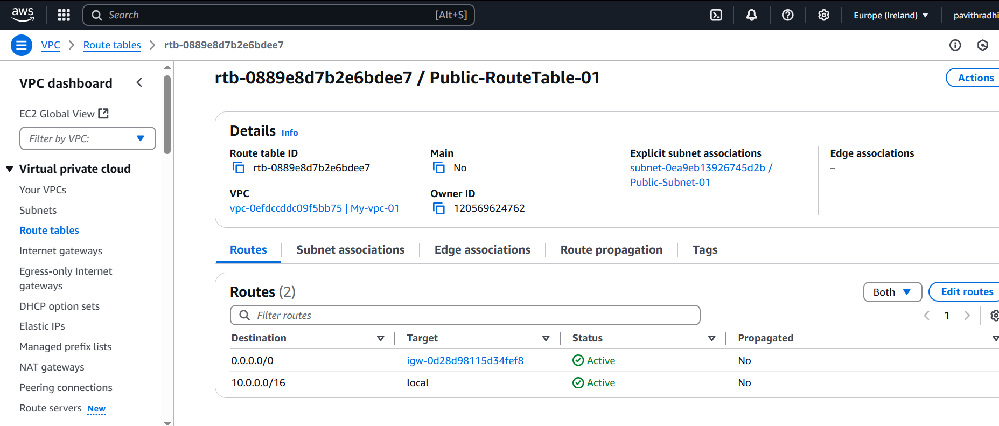 aws
Search [Alt+S]
Europe (Ireland)
pavithradhi
VPC > Route tables > rtb-0889e8d7b2e6bdee7
VPC dashboard
EC2 Global View
Filter by VPC:
Virtual private cloud
Your VPCs
Subnets
Route tables
Internet gateways
Egress-only Internet
gateways
DHCP option sets
Elastic IPs
Managed prefix lists
NAT gateways
Peering connections
Route servers New
rtb-0889e8d7b2e6bdee7 / Public-RouteTable-01
Actions
Details Info
Route table ID
rtb-0889e8d7b2e6bdee7
VPC
vpc-0efdccddc09f5bb75 | My-vpc-01
Main
No
Owner ID
120569624762
Explicit subnet associations
subnet-0ea9eb13926745d2b /
Public-Subnet-01
Edge associations
–
Routes Subnet associations Edge associations Route propagation Tags
Routes (2)
Both
Edit routes
Filter routes
1
Destination Target Status Propagated
0.0.0.0/0 igw-0d28d98115d34fef8 Active No
10.0.0.0/16 local Active No